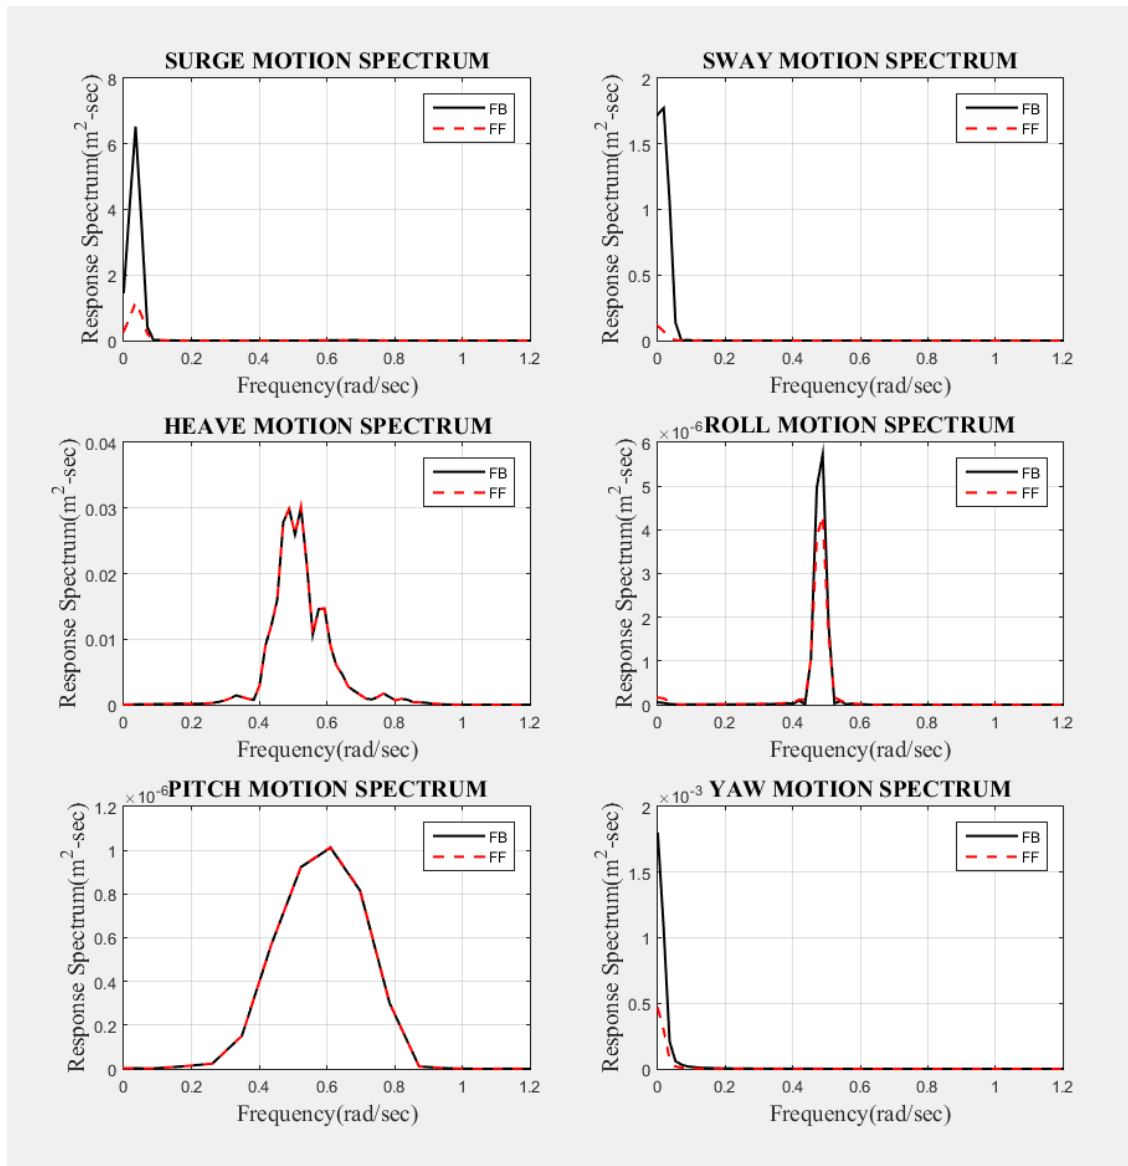 SURGE MOTION SPECTRUM
Response Spectrum(m²-sec)
8
6
4
2
0
FB
FF
0 0.2 0.4 0.6 0.8 1 1.2
Frequency(rad/sec)
SWAY MOTION SPECTRUM
Response Spectrum(m²-sec)
2
1.5
1
0.5
0
FB
FF
0 0.2 0.4 0.6 0.8 1 1.2
Frequency(rad/sec)
HEAVE MOTION SPECTRUM
Response Spectrum(m²-sec)
0.04
0.03
0.02
0.01
0
FB
FF
0 0.2 0.4 0.6 0.8 1 1.2
Frequency(rad/sec)
×10⁻⁶ ROLL MOTION SPECTRUM
Response Spectrum(m²-sec)
6
5
4
3
2
1
0
FB
FF
0 0.2 0.4 0.6 0.8 1 1.2
Frequency(rad/sec)
×10⁻⁶ PITCH MOTION SPECTRUM
Response Spectrum(m²-sec)
1.2
1
0.8
0.6
0.4
0.2
0
FB
FF
0 0.2 0.4 0.6 0.8 1 1.2
Frequency(rad/sec)
×10⁻³ YAW MOTION SPECTRUM
Response Spectrum(m²-sec)
2
1.5
1
0.5
0
FB
FF
0 0.2 0.4 0.6 0.8 1 1.2
Frequency(rad/sec)